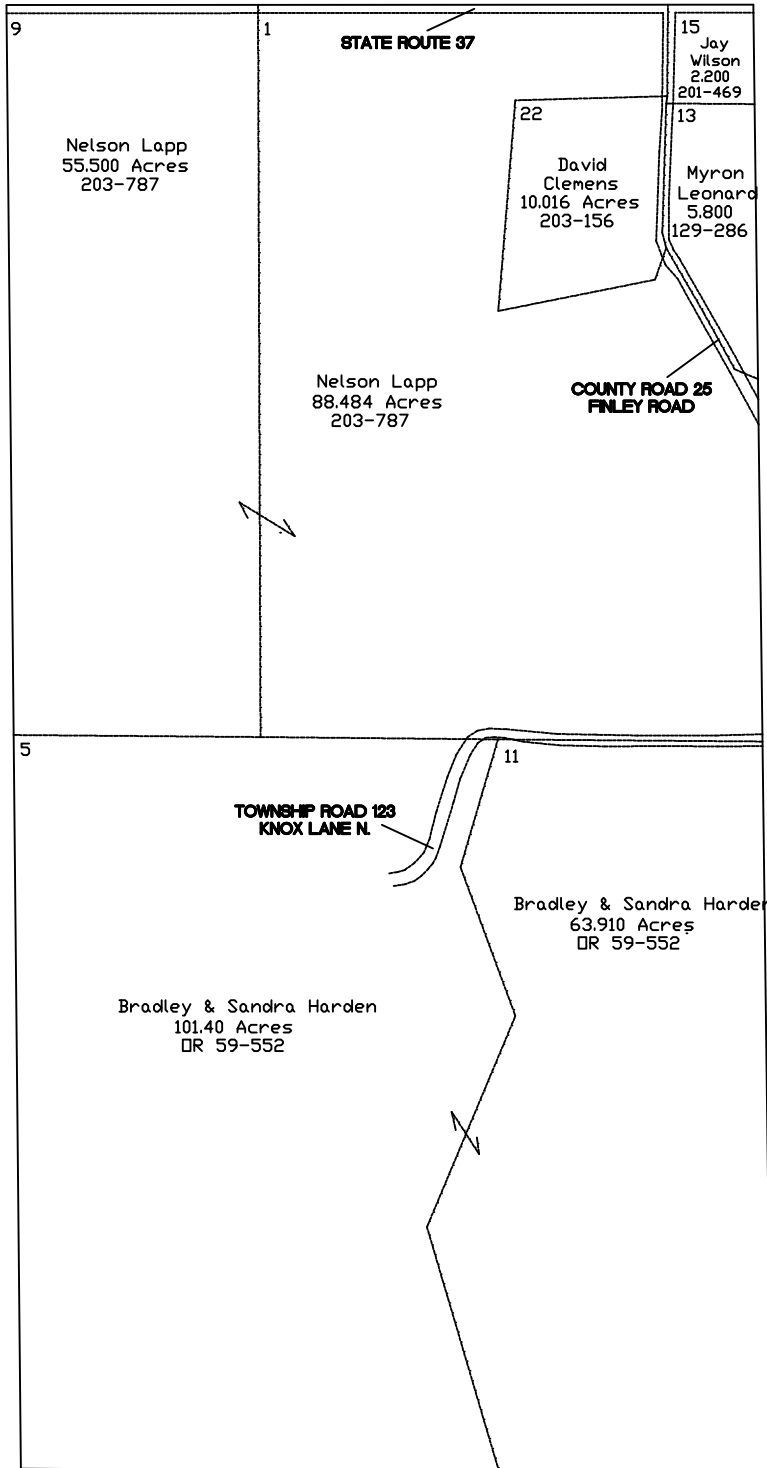 9
1
STATE ROUTE 37
15
Jay
Wilson
2.200
201-469
22
13
Nelson Lapp
55.500 Acres
203-787
David
Clemens
10.016 Acres
203-156
Myron
Leonard
5.800
129-286
Nelson Lapp
88.484 Acres
203-787
COUNTY ROAD 25
FINLEY ROAD
5
11
TOWNSHIP ROAD 123
KNOX LANE N.
Bradley & Sandra Harden
63.910 Acres
OR 59-552
Bradley & Sandra Harden
101.40 Acres
OR 59-552